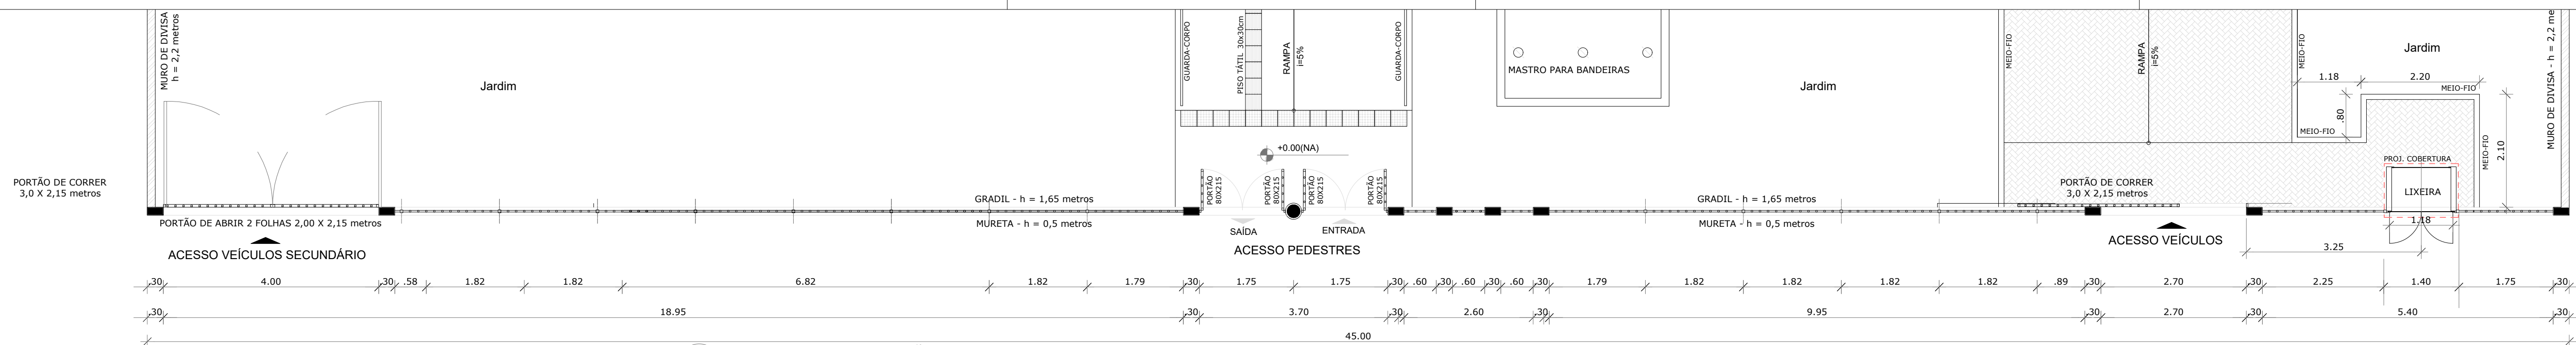 MURO DE DIVISA
h = 2,2 metros
Jardim
GUARDA-CORPO
PISO TÁTIL 30x30cm
RAMPA
i=5%
GUARDA-CORPO
MASTRO PARA BANDEIRAS
Jardim
MEIO-FIO
RAMPA
i=5%
MEIO-FIO
Jardim
1.18
2.20
MEIO-FIO
MURO DE DIVISA - h = 2,2 me
.80
MEIO-FIO
2.10
MEIO-FIO
+0.00(NA)
PROJ. COBERTURA
PORTÃO DE CORRER
3,0 X 2,15 metros
PORTÃO
80X215
PORTÃO
80X215
PORTÃO
80X215
PORTÃO
80X215
PORTÃO DE CORRER
3,0 X 2,15 metros
LIXEIRA
GRADIL - h = 1,65 metros
GRADIL - h = 1,65 metros
PORTÃO DE ABRIR 2 FOLHAS 2,00 X 2,15 metros
MURETA - h = 0,5 metros
MURETA - h = 0,5 metros
1.18
SAÍDA
ENTRADA
ACESSO VEÍCULOS SECUNDÁRIO
ACESSO PEDESTRES
ACESSO VEÍCULOS
3.25
.30 4.00 .30 .58 1.82 1.82 6.82 1.82 1.79 .30 1.75 1.75 .30 .60 .30 .60 .30 .60 .30 1.79 1.82 1.82 1.82 1.82 .89 .30 2.70 .30 2.25 1.40 1.75 .30
.30 18.95 .30 3.70 .30 2.60 .30 9.95 .30 2.70 .30 5.40 .30
45.00